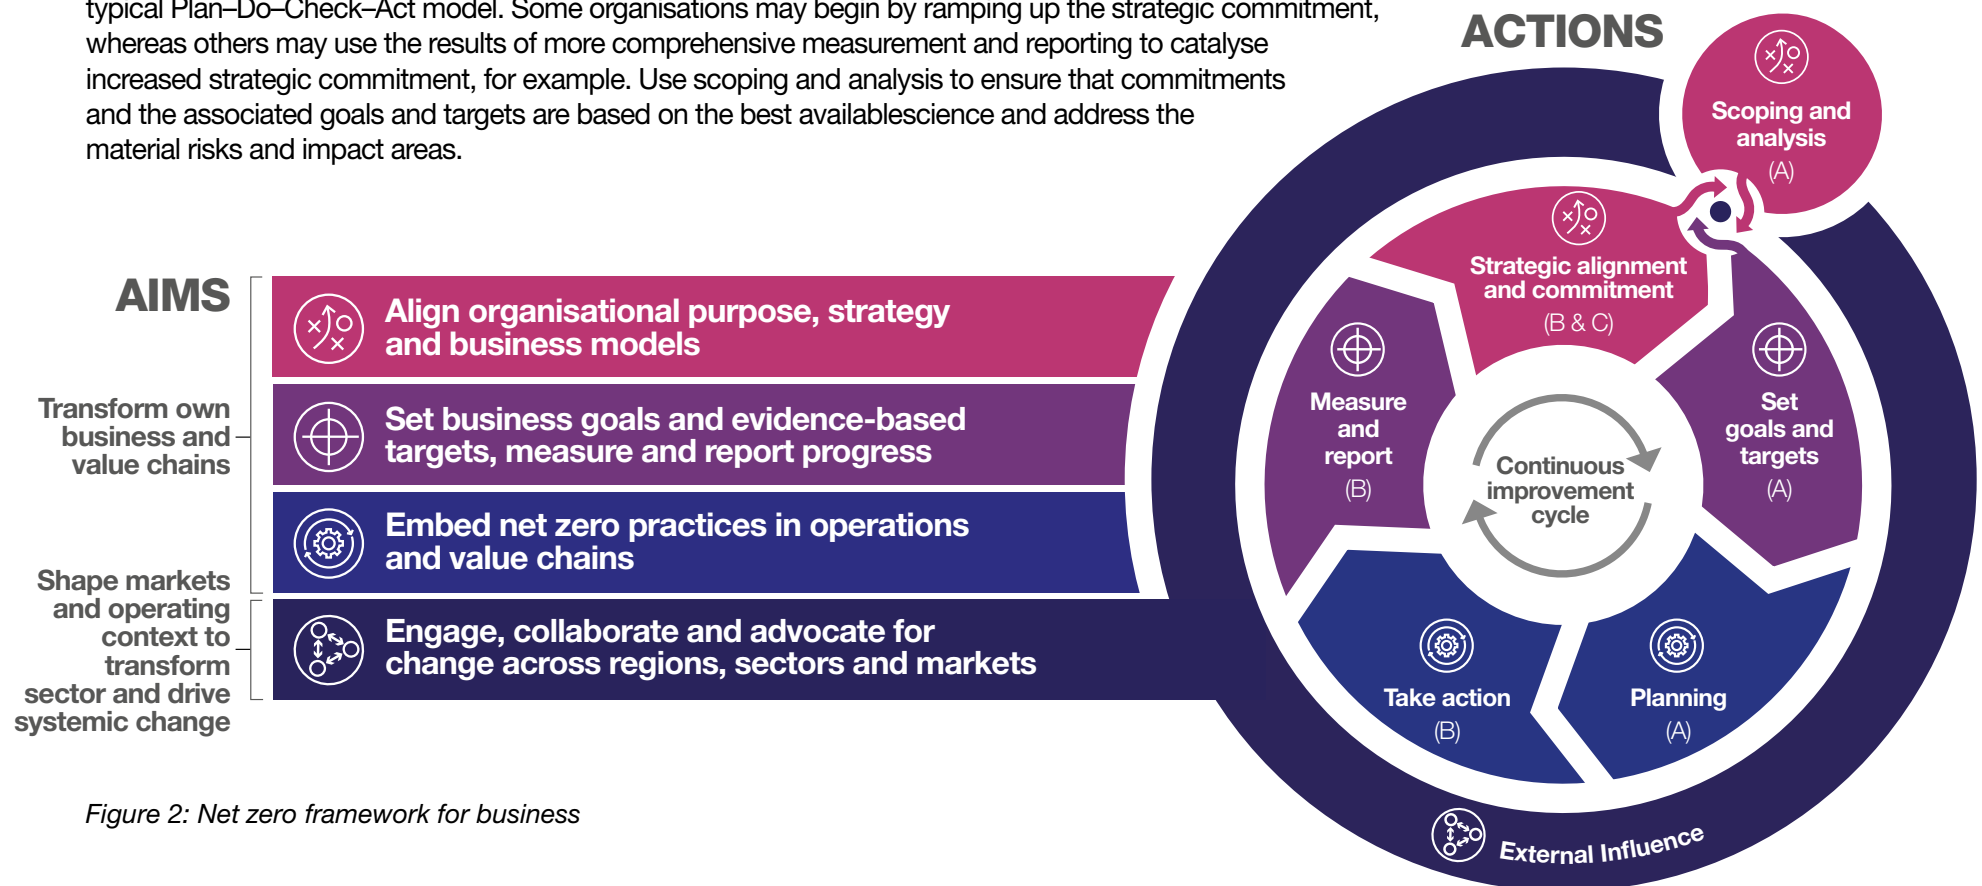 typical Plan–Do–Check–Act model. Some organisations may begin by ramping up the strategic commitment,
whereas others may use the results of more comprehensive measurement and reporting to catalyse
increased strategic commitment, for example. Use scoping and analysis to ensure that commitments
and the associated goals and targets are based on the best availablescience and address the
material risks and impact areas.
ACTIONS
Scoping and
analysis
(A)
Strategic alignment
and commitment
(B & C)
Set
goals and
targets
(A)
Planning
(A)
Take action
(B)
Measure
and
report
(B)
Continuous
improvement
cycle
External Influence
AIMS
Transform own
business and
value chains
Align organisational purpose, strategy
and business models
Set business goals and evidence-based
targets, measure and report progress
Embed net zero practices in operations
and value chains
Shape markets
and operating
context to
transform
sector and drive
systemic change
Engage, collaborate and advocate for
change across regions, sectors and markets
Figure 2: Net zero framework for business